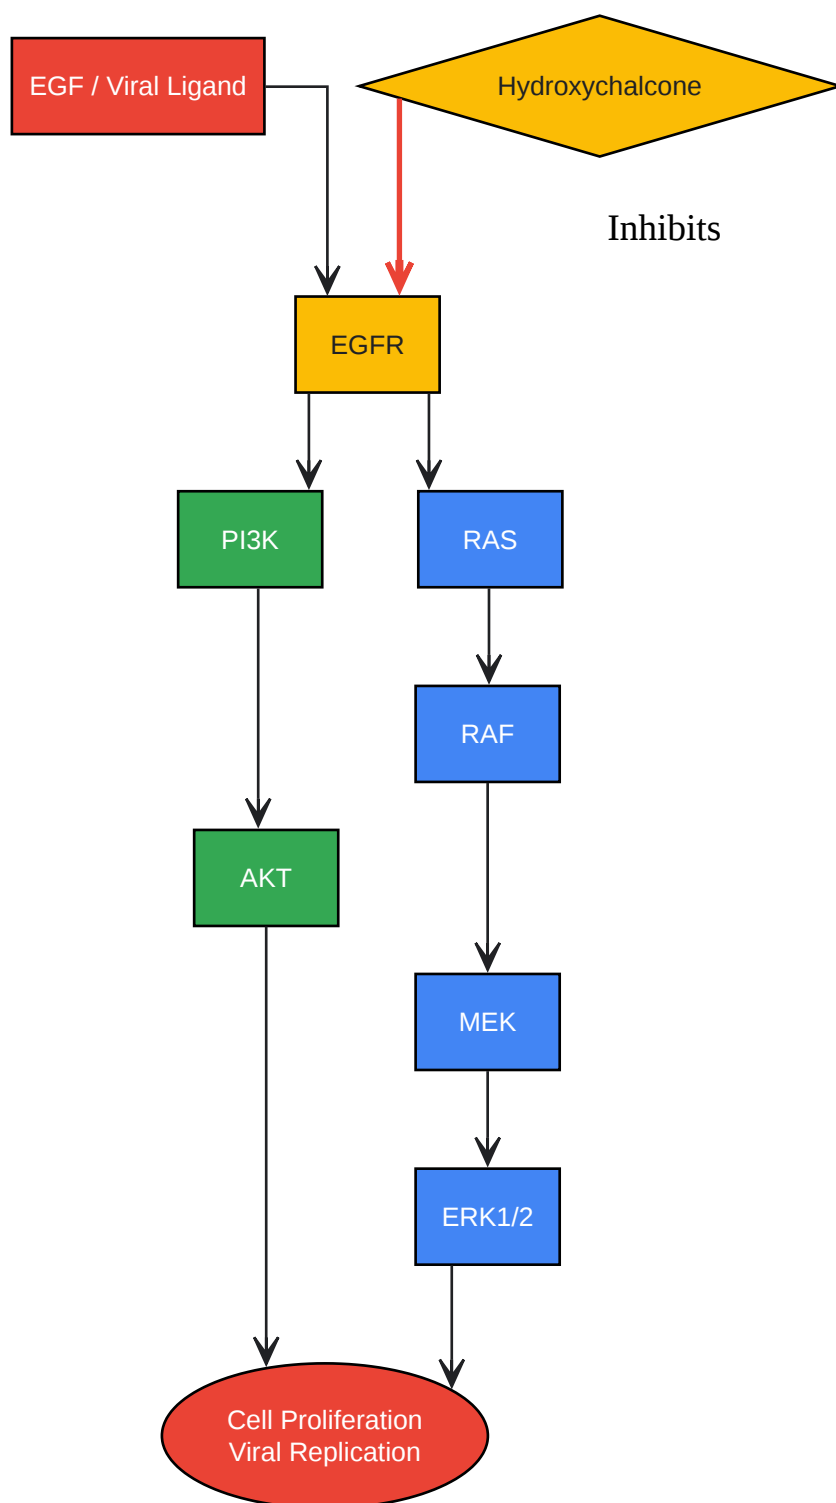 EGF / Viral Ligand
Hydroxychalcone
Inhibits
EGFR
PI3K
RAS
RAF
AKT
MEK
ERK1/2
Cell Proliferation
Viral Replication